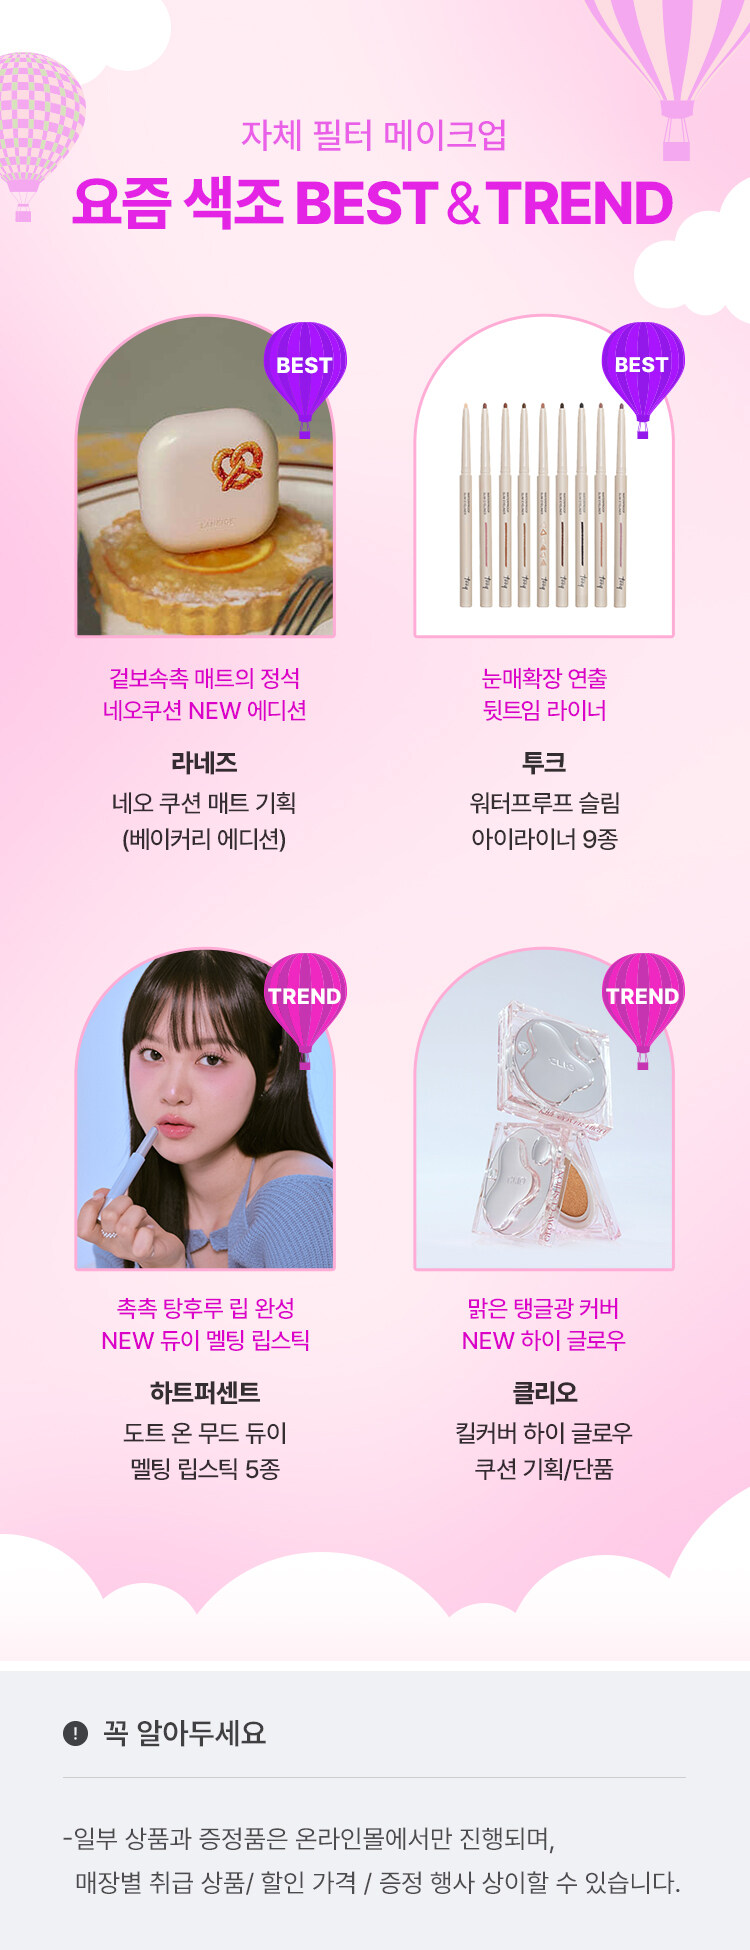 자체 필터 메이크업
요즘 색조 BEST & TREND
BEST
LANEIGE
겉보속촉 매트의 정석
네오쿠션 NEW 에디션
라네즈
네오 쿠션 매트 기획
(베이커리 에디션)
BEST
눈매확장 연출
뒷트임 라이너
투크
워터프루프 슬림
아이라이너 9종
TREND
촉촉 탕후루 립 완성
NEW 듀이 멜팅 립스틱
하트퍼센트
도트 온 무드 듀이
멜팅 립스틱 5종
TREND
CLIO
CLIO
맑은 탱글광 커버
NEW 하이 글로우
클리오
킬커버 하이 글로우
쿠션 기획/단품
! 꼭 알아두세요
-일부 상품과 증정품은 온라인몰에서만 진행되며,
매장별 취급 상품/ 할인 가격 / 증정 행사 상이할 수 있습니다.